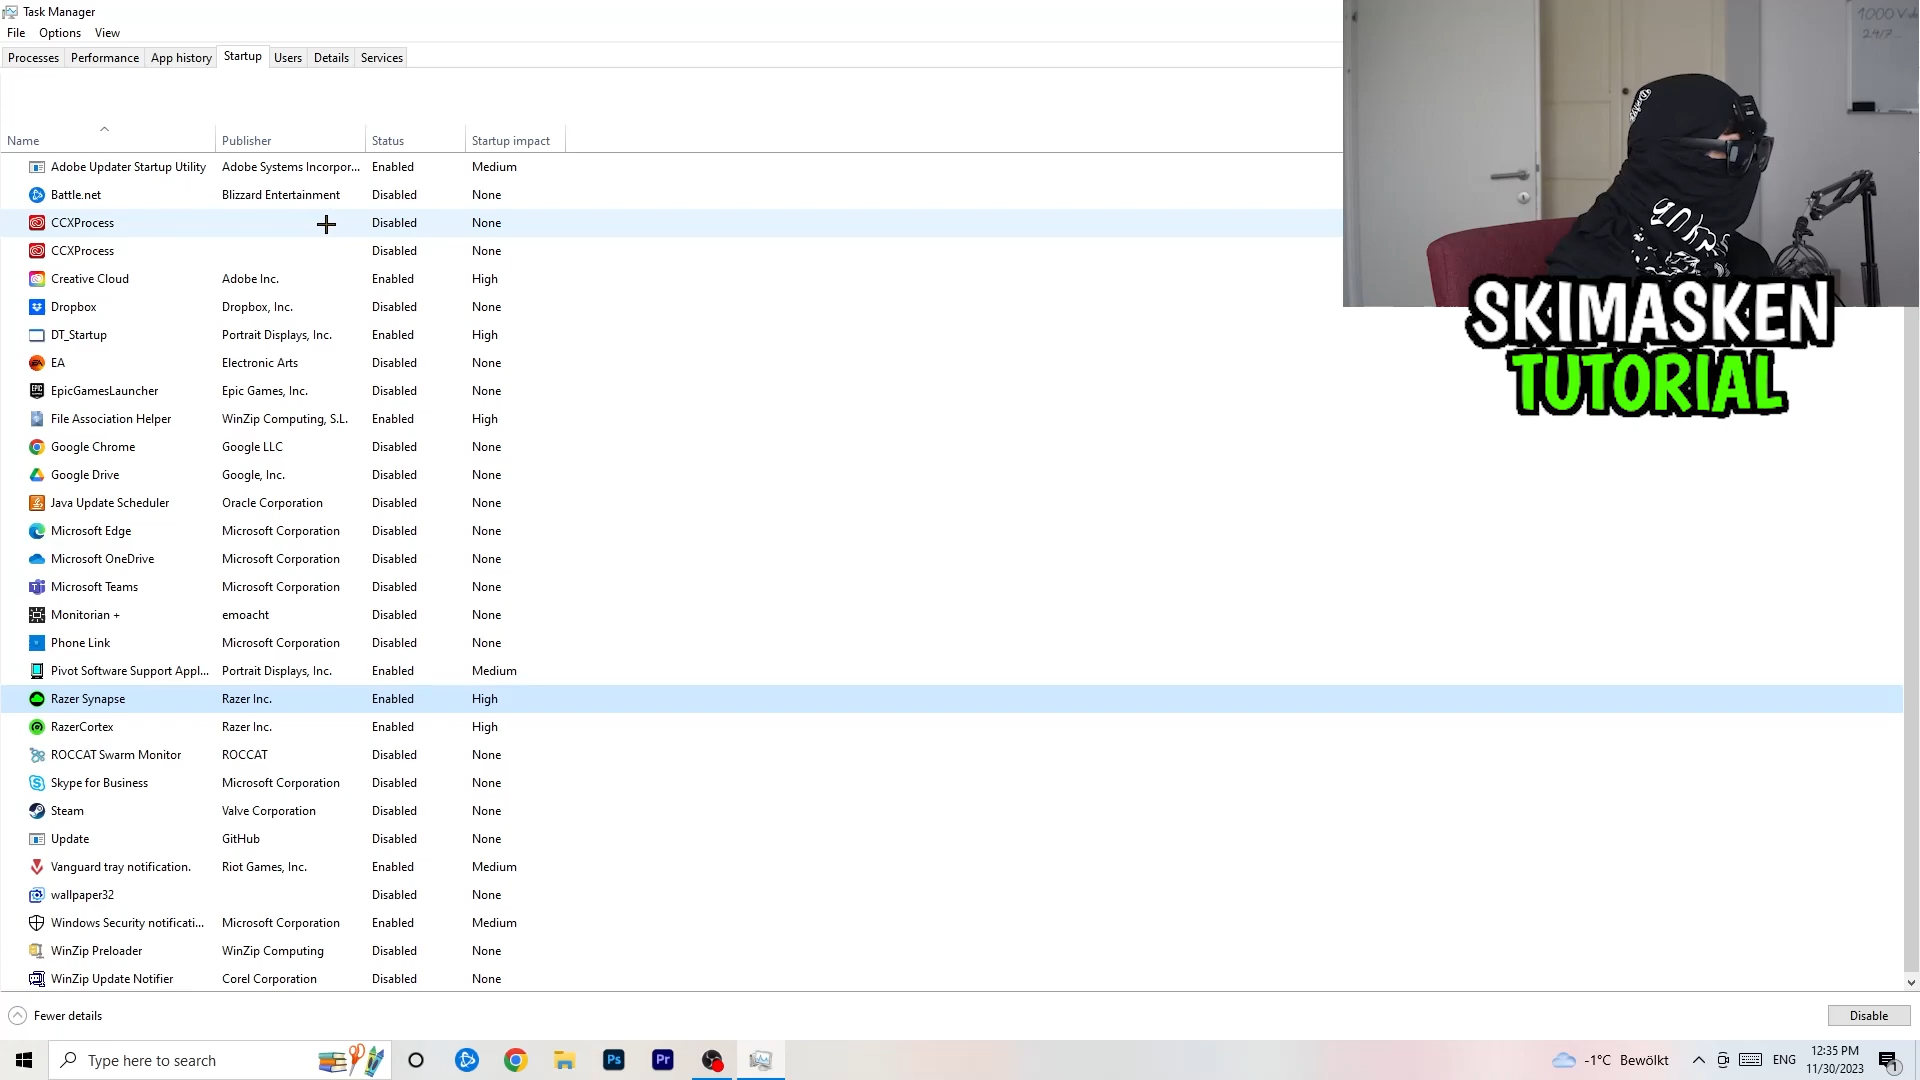 Task Manager
File Options View
Processes Performance App history Startup Users Details Services
Name Publisher Status Startup impact
Adobe Updater Startup Utility Adobe Systems Incorpor... Enabled Medium
Battle.net Blizzard Entertainment Disabled None
CCXProcess Disabled None
CCXProcess Disabled None
Creative Cloud Adobe Inc. Enabled High
Dropbox Dropbox, Inc. Disabled None
DT_Startup Portrait Displays, Inc. Enabled High
EA Electronic Arts Disabled None
EpicGamesLauncher Epic Games, Inc. Disabled None
File Association Helper WinZip Computing, S.L. Enabled High
Google Chrome Google LLC Disabled None
Google Drive Google, Inc. Disabled None
Java Update Scheduler Oracle Corporation Disabled None
Microsoft Edge Microsoft Corporation Disabled None
Microsoft OneDrive Microsoft Corporation Disabled None
Microsoft Teams Microsoft Corporation Disabled None
Monitorian + emoacht Disabled None
Phone Link Microsoft Corporation Disabled None
Pivot Software Support Appl... Portrait Displays, Inc. Enabled Medium
Razer Synapse Razer Inc. Enabled High
RazerCortex Razer Inc. Enabled High
ROCCAT Swarm Monitor ROCCAT Disabled None
Skype for Business Microsoft Corporation Disabled None
Steam Valve Corporation Disabled None
Update GitHub Disabled None
Vanguard tray notification. Riot Games, Inc. Enabled Medium
wallpaper32 Disabled None
Windows Security notificati... Microsoft Corporation Enabled Medium
WinZip Preloader WinZip Computing Disabled None
WinZip Update Notifier Corel Corporation Disabled None
1000
24/7
SKIMASKEN
TUTORIAL
Fewer details Disable
Type here to search Ps Pr -1°C Bewölkt ENG 12:35 PM
11/30/2023 1